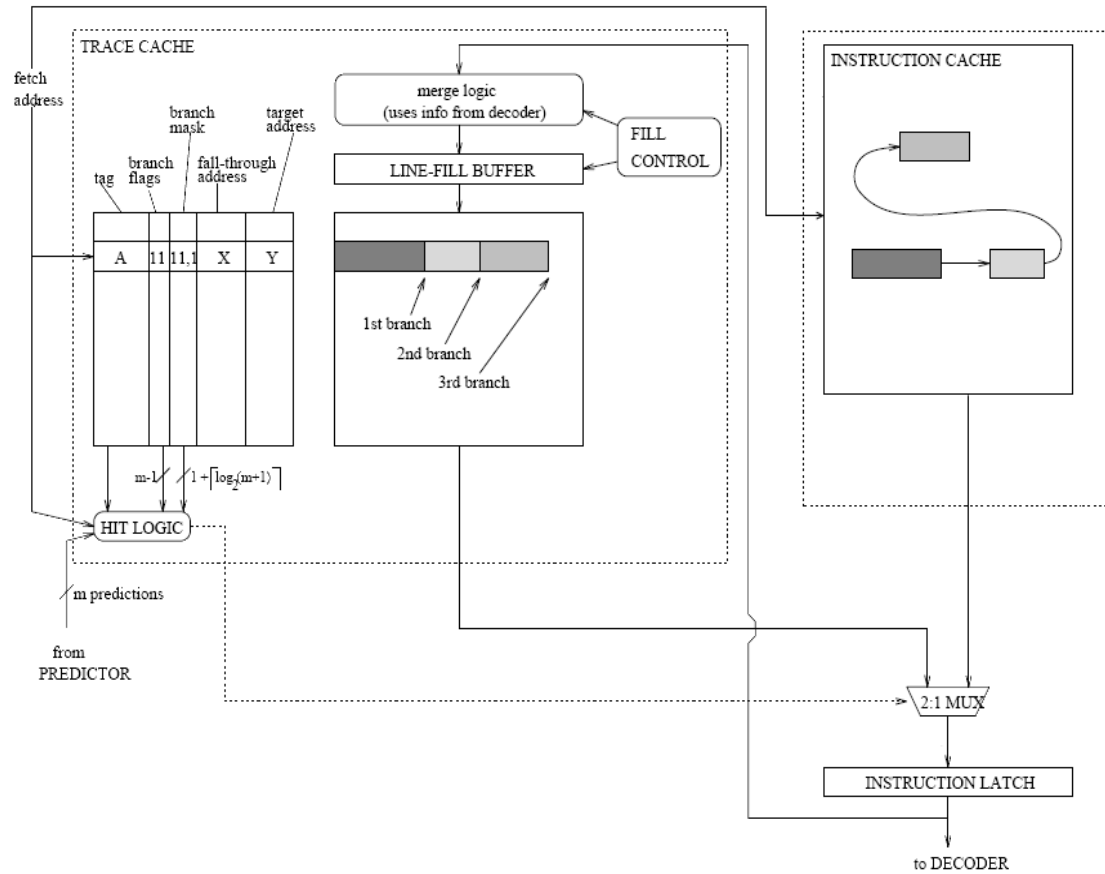 TRACE CACHE
INSTRUCTION CACHE
fetch
address
merge logic
(uses info from decoder)
FILL
CONTROL
LINE-FILL BUFFER
tag
branch
flags
branch
mask
fall-through
address
target
address
A
11
11,1
X
Y
1st branch
2nd branch
3rd branch
m-1
1 +⌈log2(m+1)⌉
HIT LOGIC
m predictions
from
PREDICTOR
2:1 MUX
INSTRUCTION LATCH
to DECODER